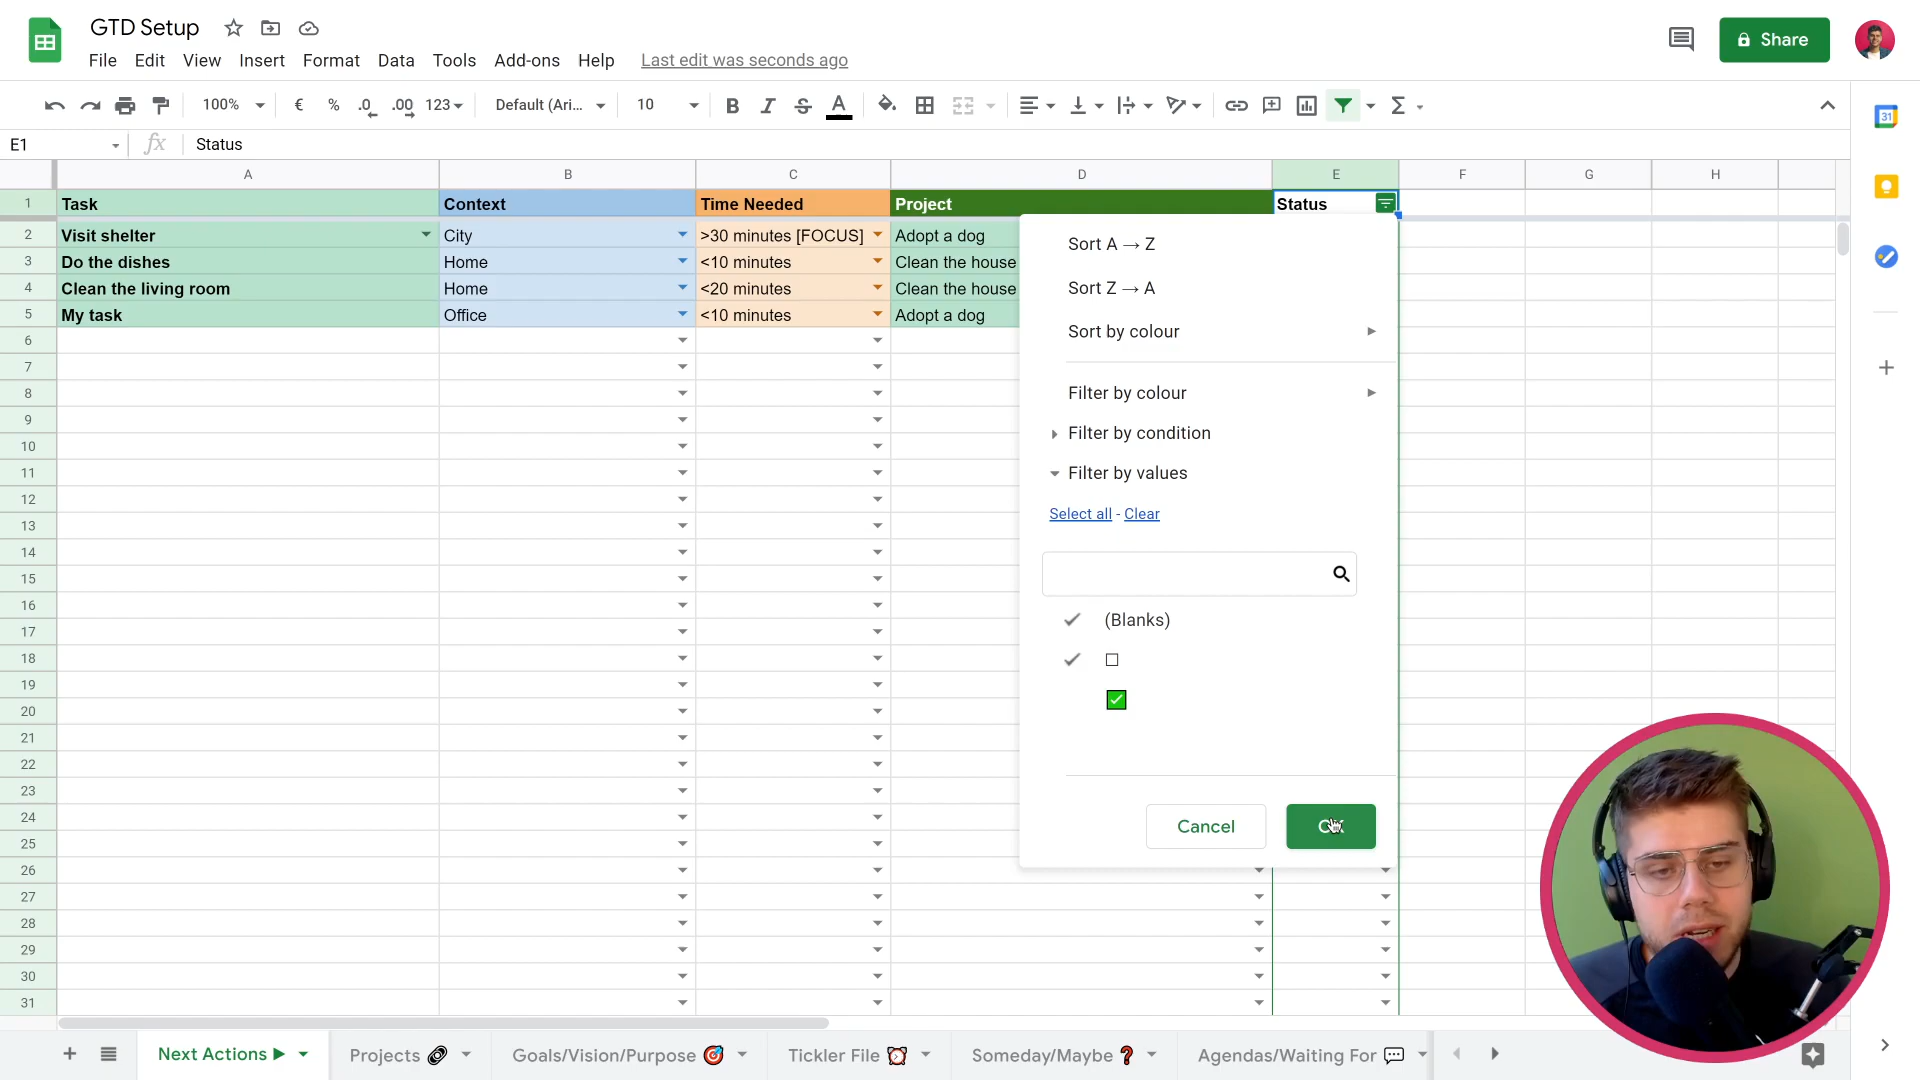 GTD Setup
Share
File Edit View Insert Format Data Tools Add-ons Help Last edit was seconds ago
100% € % .0 .00 123 Default (Ari... 10 B I S A Σ
31
E1 fx Status
A B C D E F G H
1 Task Context Time Needed Project Status
2 Visit shelter City >30 minutes [FOCUS] Adopt a dog
3 Do the dishes Home <10 minutes Clean the house
4 Clean the living room Home <20 minutes Clean the house
5 My task Office <10 minutes Adopt a dog
6
7
8
9
10
11
12
13
14
15
16
17
18
19
20
21
22
23
24
25
26
27
28
29
30
31
Sort A → Z
Sort Z → A
Sort by colour
Filter by colour
Filter by condition
Filter by values
Select all - Clear
(Blanks)
Cancel OK
Next Actions Projects Goals/Vision/Purpose Tickler File Someday/Maybe Agendas/Waiting For